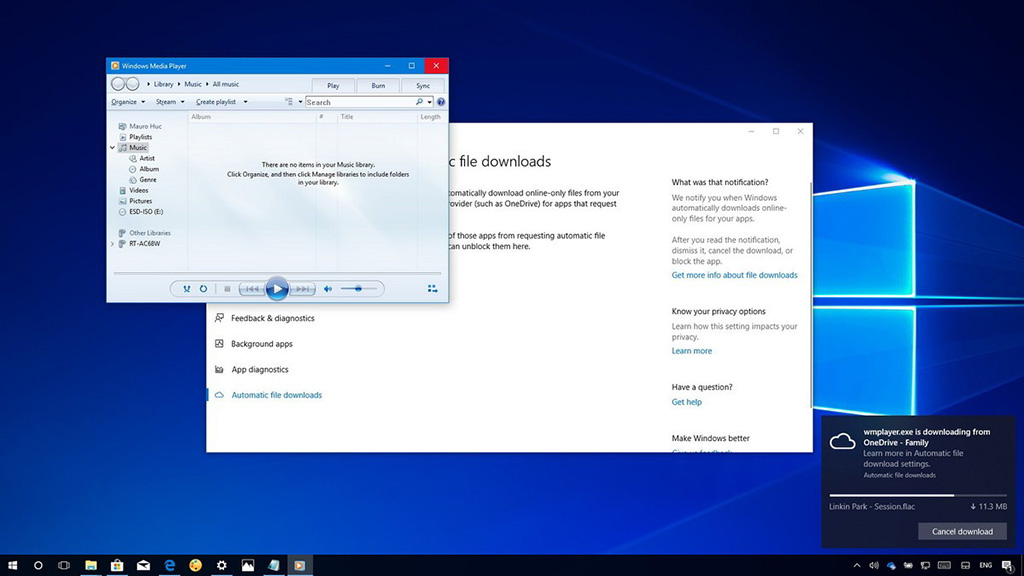 Windows Media Player
Library Music All music
Play Burn Sync
Organize Stream Create playlist Search
Album # Title Length
Mauro Huc
Playlists
Music
Artist
Album
Genre
Videos
Pictures
ESD-ISO (E:)
Other Libraries
RT-AC68W
There are no items in your Music library.
Click Organize, and then click Manage libraries to include folders
in your library.
c file downloads
omatically download online-only files from your
rovider (such as OneDrive) for apps that request
of those apps from requesting automatic file
can unblock them here.
Feedback & diagnostics
Background apps
App diagnostics
Automatic file downloads
What was that notification?
We notify you when Windows
automatically downloads online-
only files for your apps.
After you read the notification,
dismiss it, cancel the download, or
block the app.
Get more info about file downloads
Know your privacy options
Learn how this setting impacts your
privacy.
Learn more
Have a question?
Get help
Make Windows better
Give us feedback
wmplayer.exe is downloading from
OneDrive - Family
Learn more in Automatic file
download settings.
Automatic file downloads
Linkin Park - Session.flac 11.3 MB
Cancel download
ENG 1